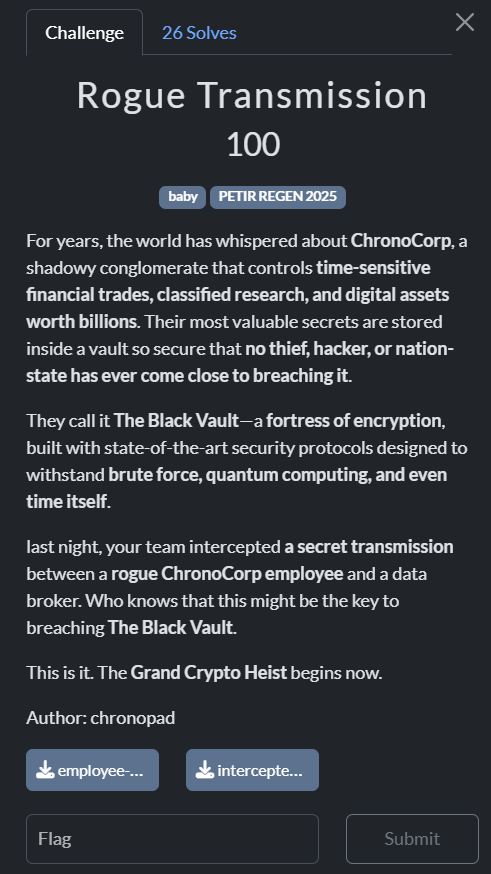 Challenge
26 Solves
Rogue Transmission
100
baby
PETIR REGEN 2025
For years, the world has whispered about ChronoCorp, a
shadowy conglomerate that controls time-sensitive
financial trades, classified research, and digital assets
worth billions. Their most valuable secrets are stored
inside a vault so secure that no thief, hacker, or nation-
state has ever come close to breaching it.
They call it The Black Vault—a fortress of encryption,
built with state-of-the-art security protocols designed to
withstand brute force, quantum computing, and even
time itself.
last night, your team intercepted a secret transmission
between a rogue ChronoCorp employee and a data
broker. Who knows that this might be the key to
breaching The Black Vault.
This is it. The Grand Crypto Heist begins now.
Author: chronopad
employee-...
intercepte...
Flag
Submit